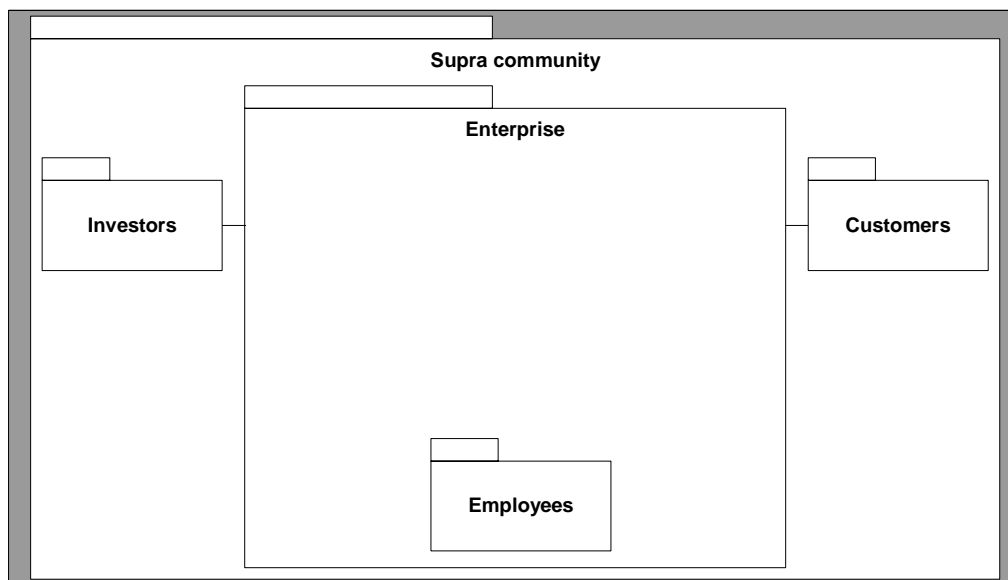 Supra community
Enterprise
Investors
Customers
Employees